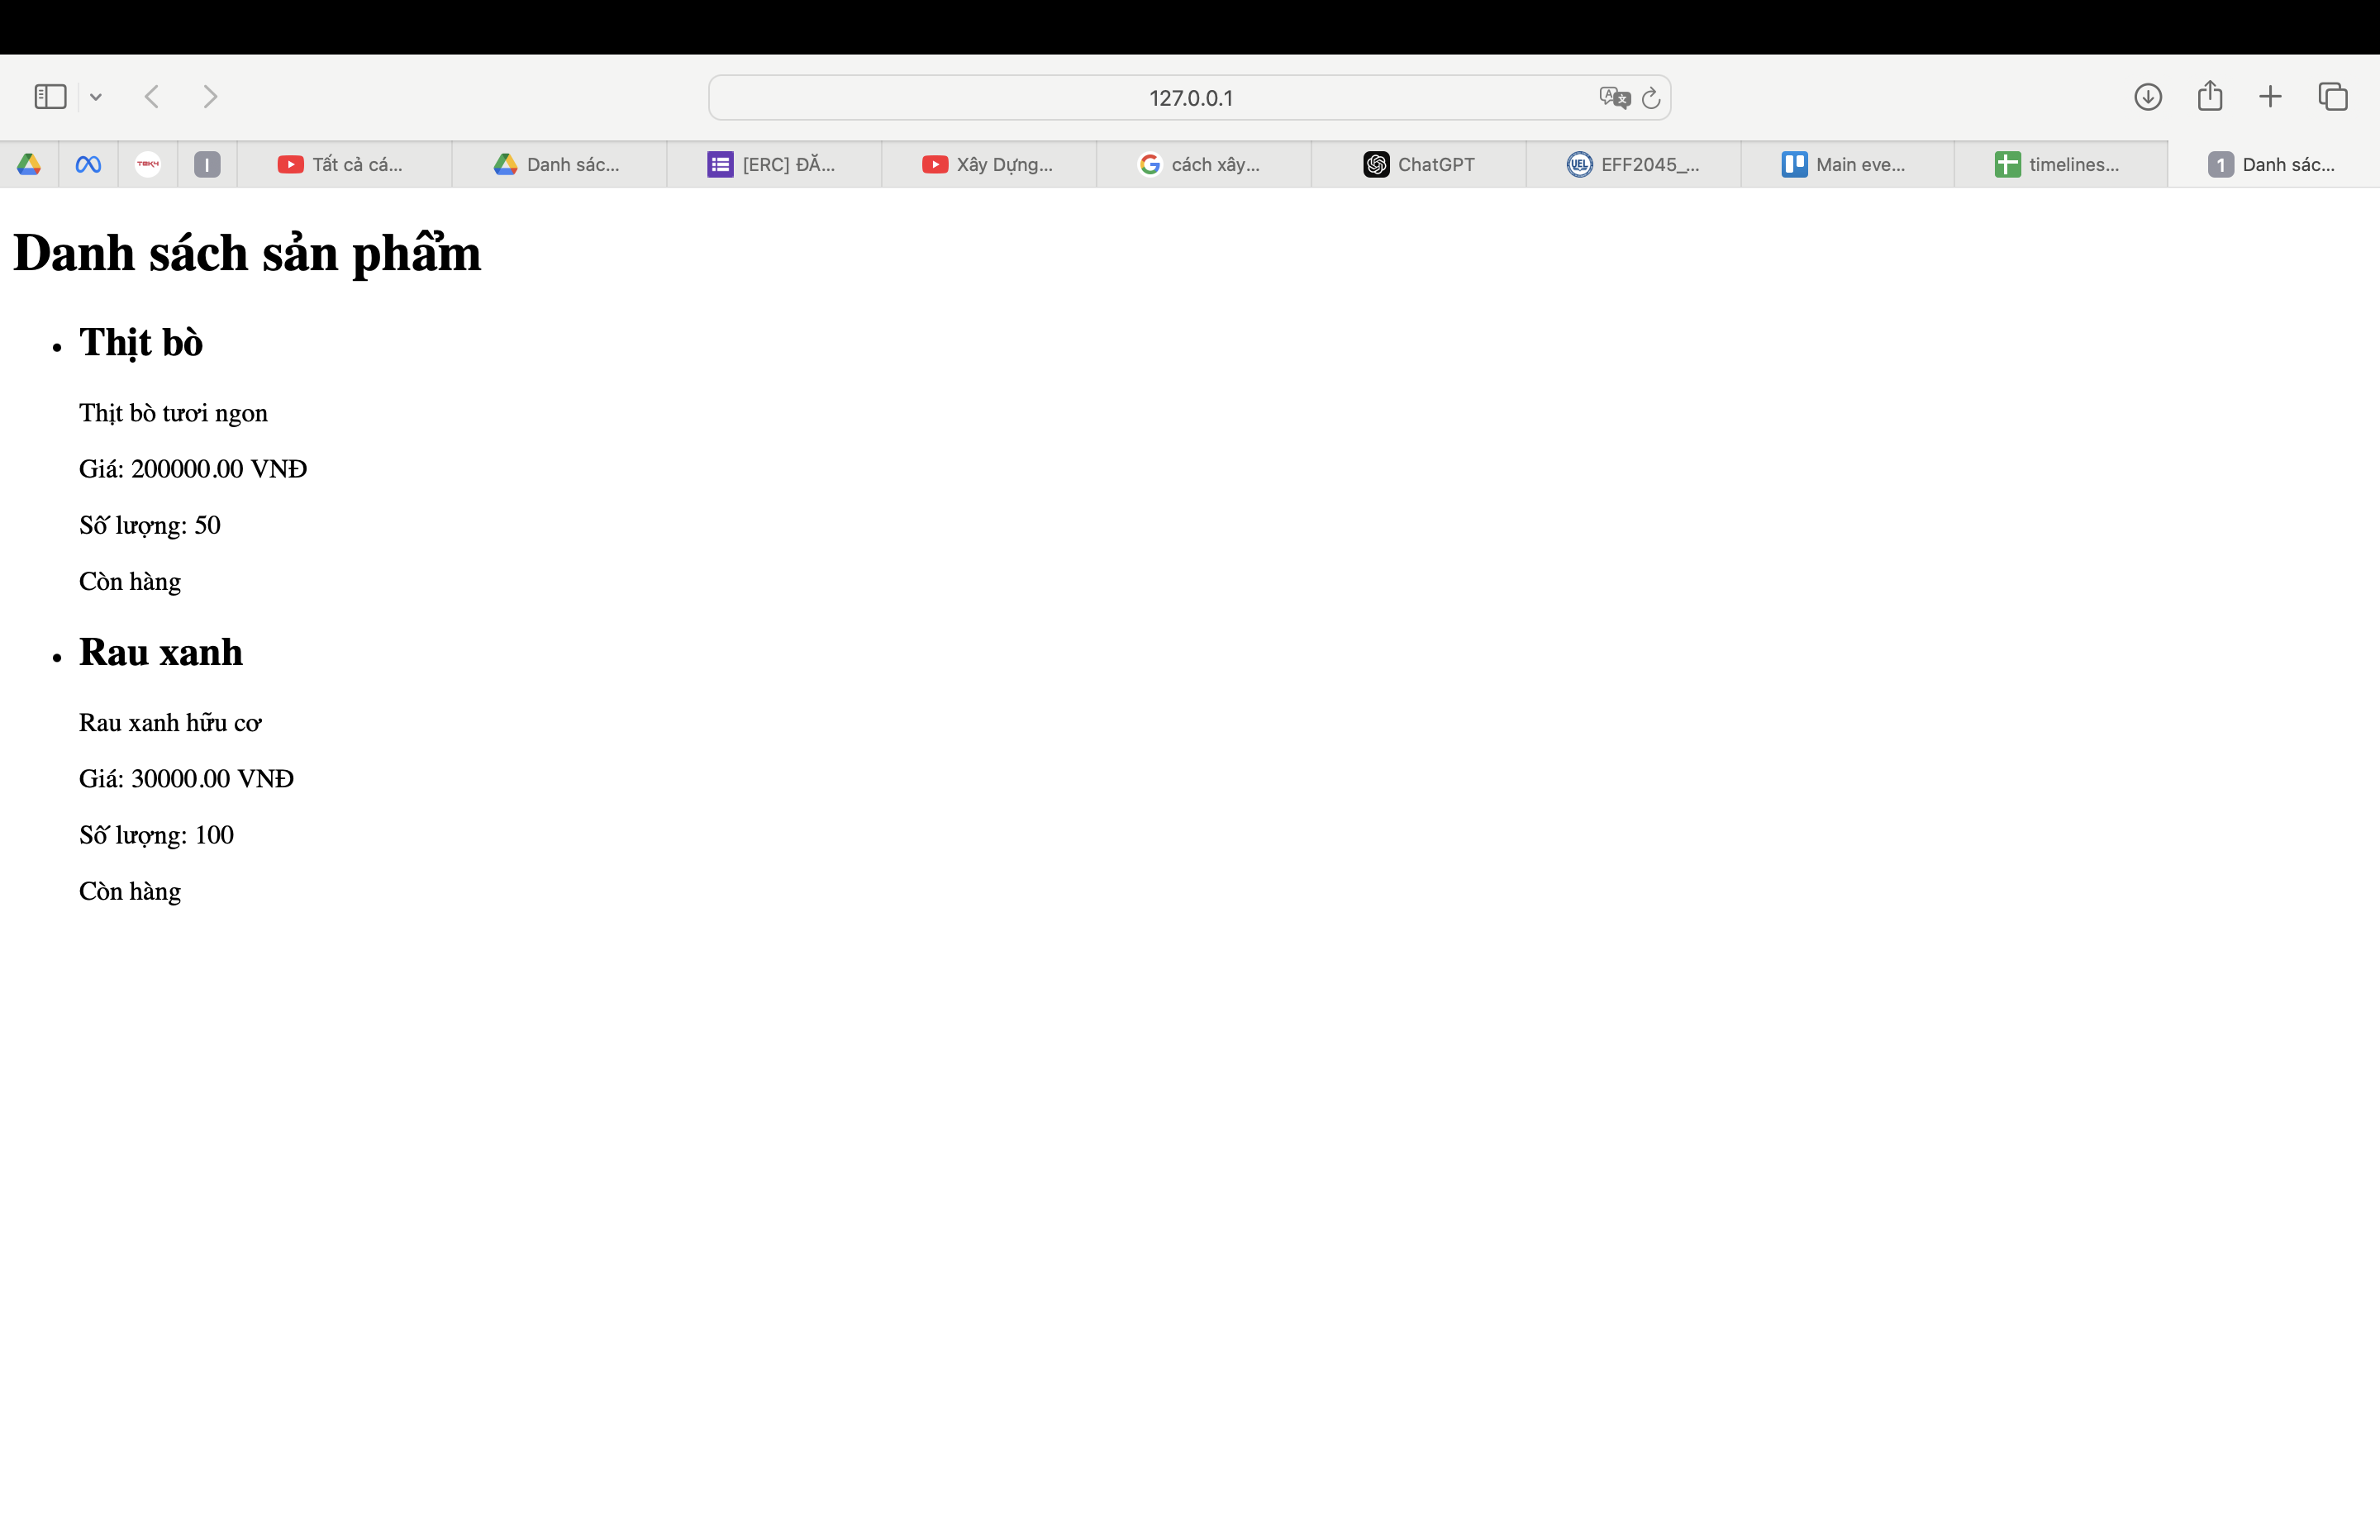 127.0.0.1
Tất cả cá...
Danh sác...
[ERC] ĐĂ...
Xây Dựng...
cách xây...
ChatGPT
UEL
EFF2045_...
Main eve...
timelines...
1
Danh sác...
Danh sách sản phẩm
Thịt bò
Thịt bò tươi ngon
Giá: 200000.00 VNĐ
Số lượng: 50
Còn hàng
Rau xanh
Rau xanh hữu cơ
Giá: 30000.00 VNĐ
Số lượng: 100
Còn hàng